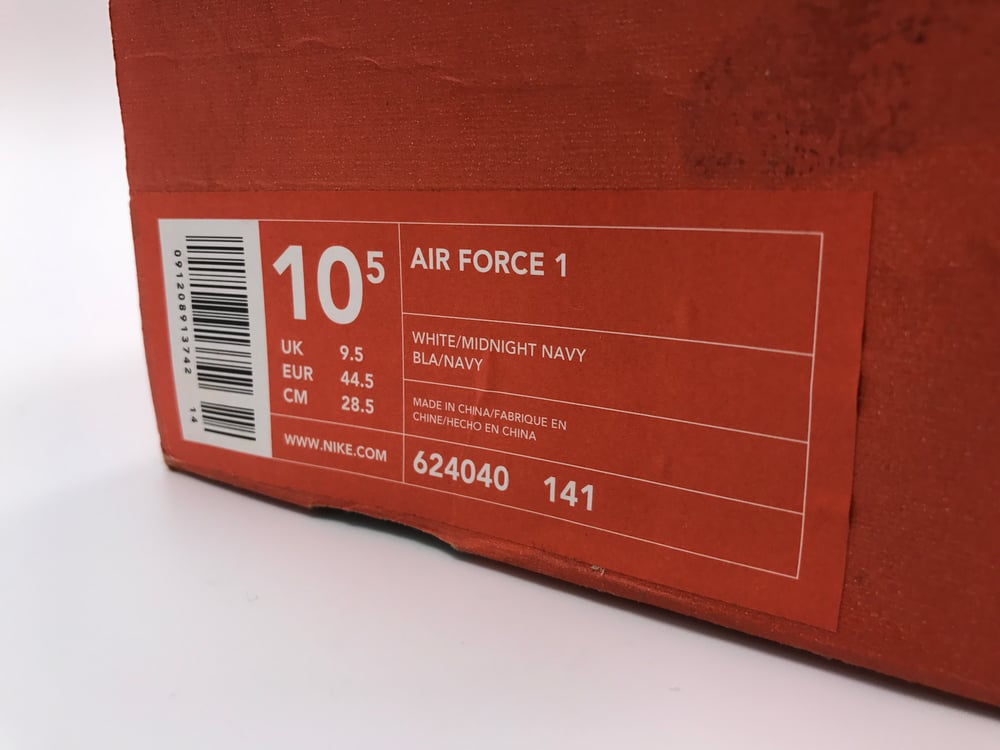 091208913742 14
10⁵
UK 9.5
EUR 44.5
CM 28.5
WWW.NIKE.COM
AIR FORCE 1
WHITE/MIDNIGHT NAVY
BLA/NAVY
MADE IN CHINA/FABRIQUE EN
CHINE/HECHO EN CHINA
624040 141